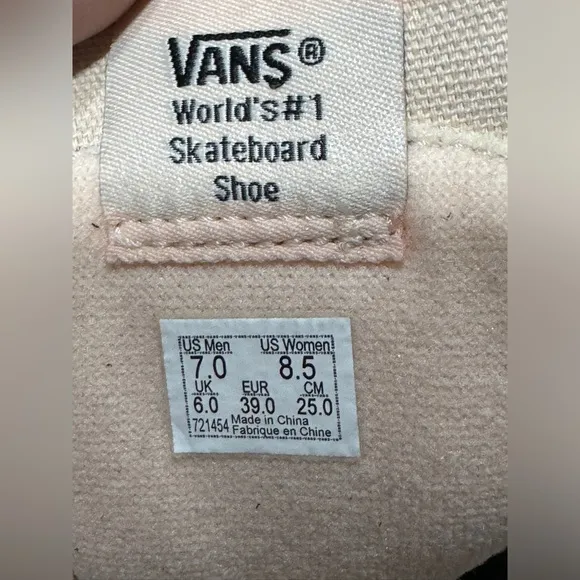 VANS®
World's#1
Skateboard
Shoe
US Men US Women
7.0 8.5
UK EUR CM
6.0 39.0 25.0
721454 Made in China
Fabrique en Chine